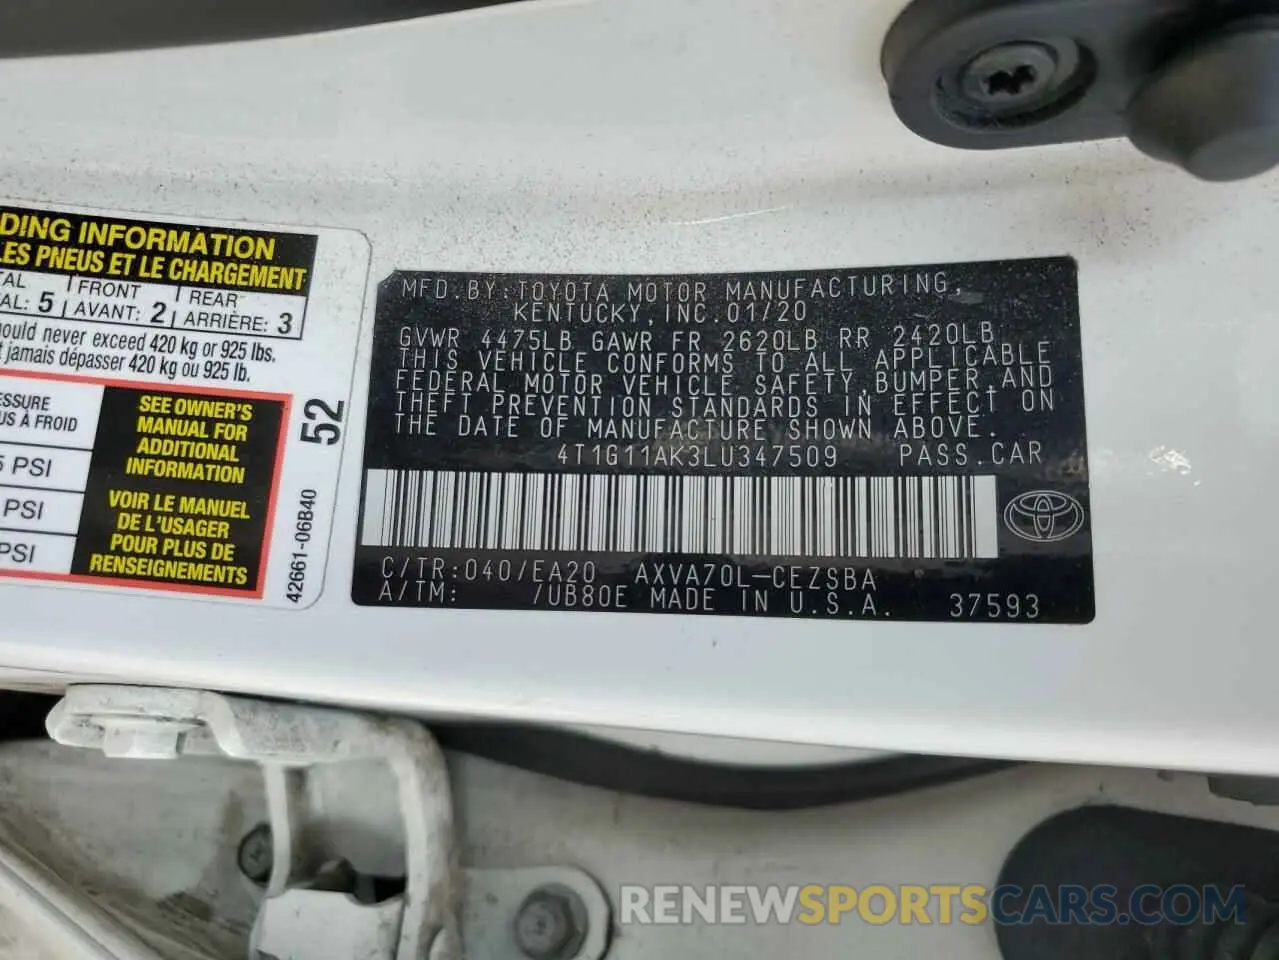 DING INFORMATION
LES PNEUS ET LE CHARGEMENT
TAL FRONT REAR
AL: 5 AVANT: 2 ARRIÈRE: 3
ould never exceed 420 kg or 925 lbs.
t jamais dépasser 420 kg ou 925 lb.
ESSURE
US À FROID
5 PSI
PSI
PSI
SEE OWNER'S
MANUAL FOR
ADDITIONAL
INFORMATION
VOIR LE MANUEL
DE L'USAGER
POUR PLUS DE
RENSEIGNEMENTS
52
42661-06B40
MFD. BY: TOYOTA MOTOR MANUFACTURING,
KENTUCKY, INC. 01/20
GVWR 4475LB GAWR FR 2620LB RR 2420LB
THIS VEHICLE CONFORMS TO ALL APPLICABLE
FEDERAL MOTOR VEHICLE SAFETY, BUMPER, AND
THEFT PREVENTION STANDARDS IN EFFECT ON
THE DATE OF MANUFACTURE SHOWN ABOVE.
4T1G11AK3LU347509 PASS.CAR
C/TR: 040/EA20 AXVA70L-CEZSBA
A/TM: /UB80E MADE IN U.S.A. 37593
RENEWSPORTSCARS.COM